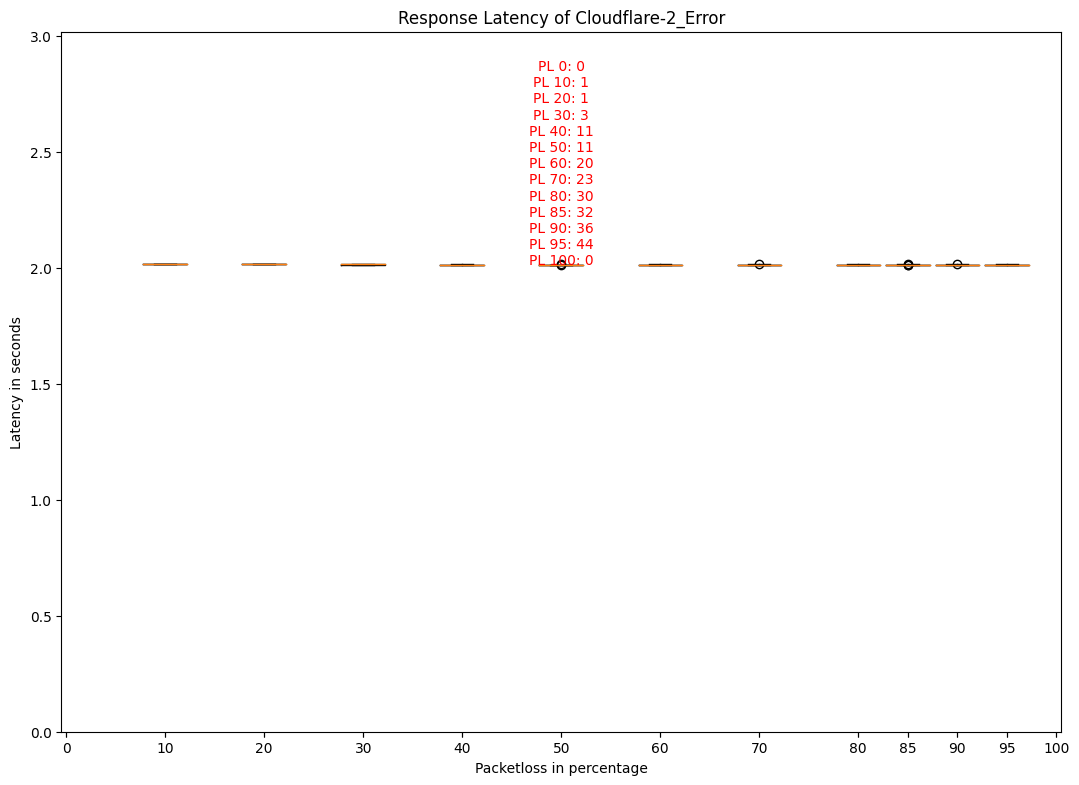 Response Latency of Cloudflare-2_Error
3.0
PL 0: 0
PL 10: 1
PL 20: 1
PL 30: 3
PL 40: 11
2.5
PL 50: 11
PL 60: 20
PL 70: 23
PL 80: 30
PL 85: 32
PL 90: 36
PL 95: 44
PL 100: 0
2.0
1.5
1.0
0.5
0.0
Latency in seconds
0 10 20 30 40 50 60 70 80 85 90 95 100
Packetloss in percentage